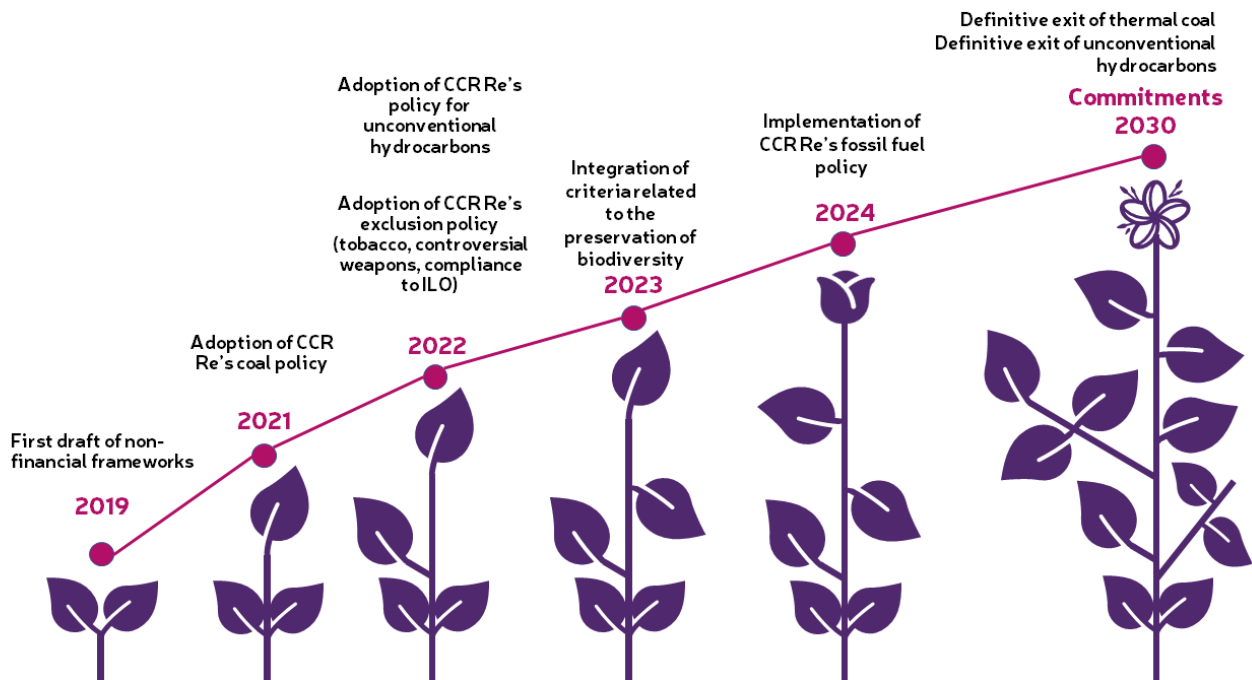 First draft of non-
financial frameworks
2019
Adoption of CCR
Re's coal policy
2021
Adoption of CCR Re's
policy for
unconventional
hydrocarbons
Adoption of CCR Re's
exclusion policy
(tobacco, controversial
weapons, compliance
to ILO)
2022
Integration of
criteria related
to the
preservation of
biodiversity
2023
Implementation of
CCR Re's fossil fuel
policy
2024
Definitive exit of thermal coal
Definitive exit of unconventional
hydrocarbons
Commitments
2030